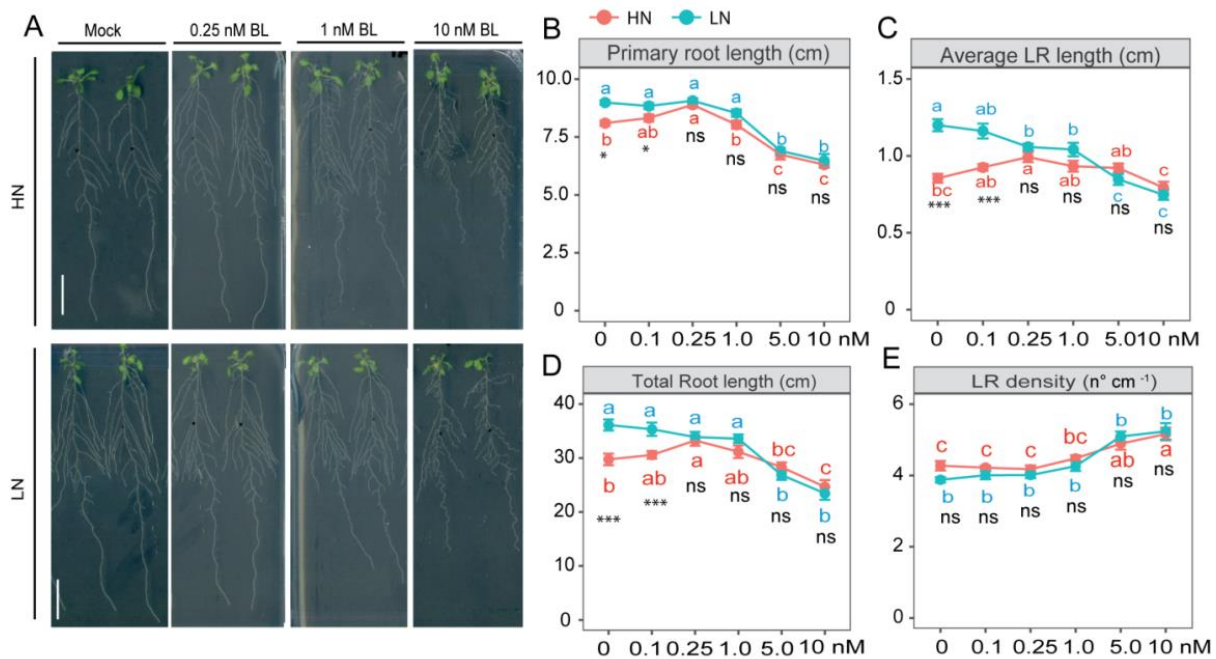 A
Mock
0.25 nM BL
1 nM BL
10 nM BL
HN
LN
HN LN
B
Primary root length (cm)
10.0
7.5
5.0
2.5
0
a a a a b b
b ab a b c c
* * ns ns ns ns
0 0.1 0.25 1.0 5.0 10 nM
C
Average LR length (cm)
1.5
1.0
0.5
0
a ab b b ab c
bc ab a ab c c
*** *** ns ns ns ns
0 0.1 0.25 1.0 5.0 10 nM
D
Total Root length (cm)
40
30
20
10
0
a a a a bc c
b ab a ab b b
*** *** ns ns ns ns
0 0.1 0.25 1.0 5.0 10 nM
E
LR density (n° cm ⁻¹)
6
4
2
0
c c c bc b b
b b b b ab a
ns ns ns ns ns ns
0 0.1 0.25 1.0 5.0 10 nM